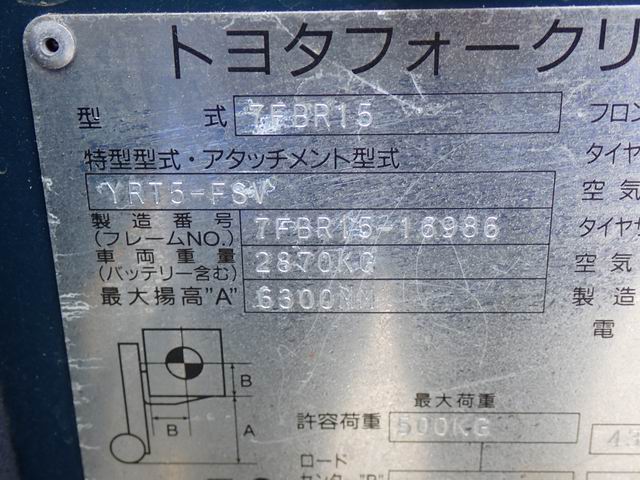 トヨタフォークリ
型 式 7FBR15 フロン
特型型式・アタッチメント型式 タイヤ
YRT5-FSV 空気
製造番号 7FBR15-16986 タイヤサ
(フレームNO.)
車両重量 2870KG 空気
(バッテリー含む)
最大揚高"A" 6300MM 製造
電
B
B A
最大荷重
許容荷重 500KG 43
ロード
センター"B"